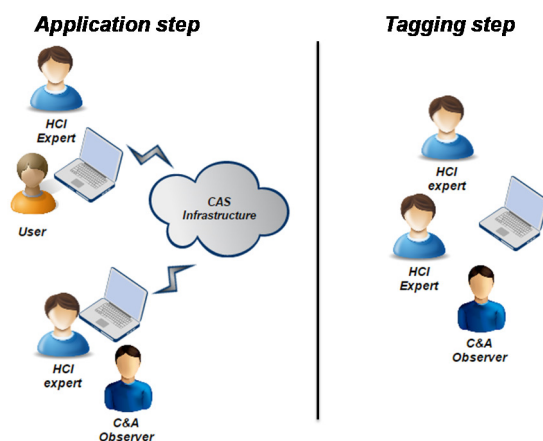 Application step
Tagging step
HCI
Expert
User
CAS
Infrastructure
HCI
expert
C&A
Observer
HCI
expert
HCI
Expert
C&A
Observer